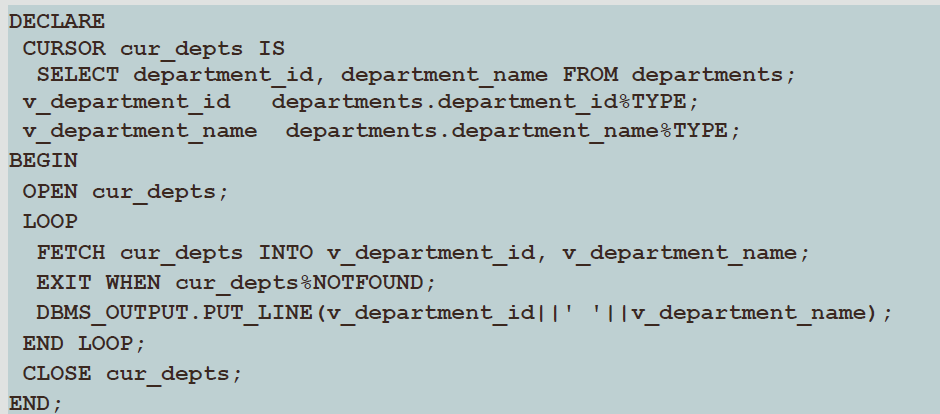 DECLARE
CURSOR cur_depts IS
SELECT department_id, department_name FROM departments;
v_department_id departments.department_id%TYPE;
v_department_name departments.department_name%TYPE;
BEGIN
OPEN cur_depts;
LOOP
FETCH cur_depts INTO v_department_id, v_department_name;
EXIT WHEN cur_depts%NOTFOUND;
DBMS_OUTPUT.PUT_LINE(v_department_id||' '||v_department_name);
END LOOP;
CLOSE cur_depts;
END;